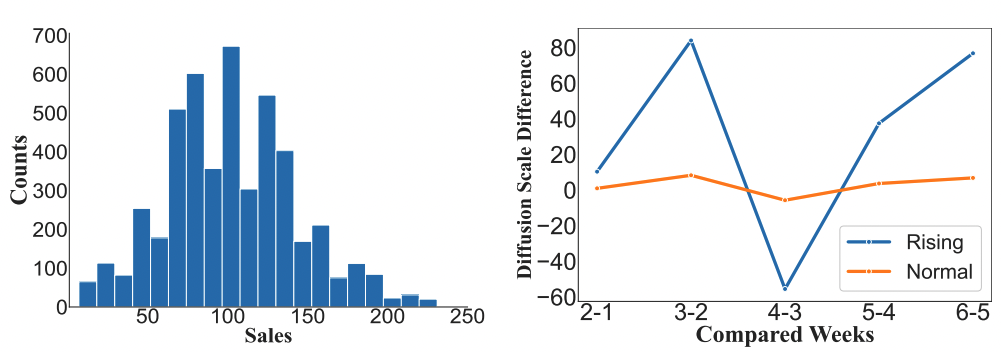 700
600
500
400
300
200
100
0
50 100 150 200 250
Counts
Sales
80
60
40
20
0
−20
−40
−60
2-1 3-2 4-3 5-4 6-5
Diffusion Scale Difference
Compared Weeks
Rising
Normal